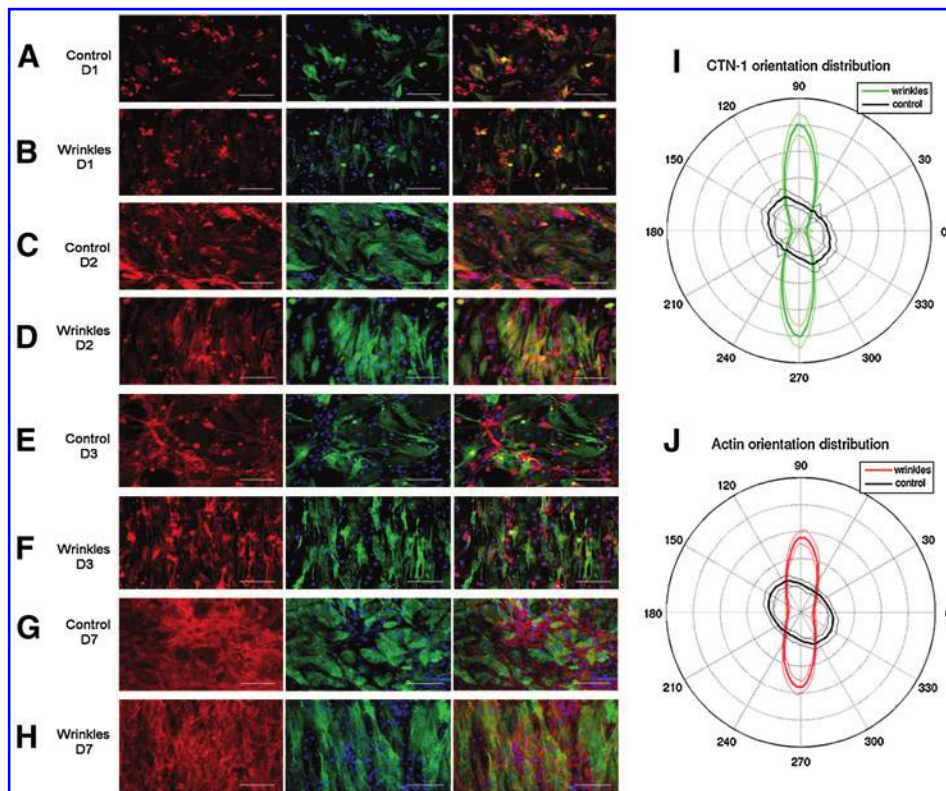 A
Control
D1
B
Wrinkles
D1
C
Control
D2
D
Wrinkles
D2
E
Control
D3
F
Wrinkles
D3
G
Control
D7
H
Wrinkles
D7
I
CTN-1 orientation distribution
wrinkles
control
90
120
150
30
180
0
210
330
240
300
270
J
Actin orientation distribution
wrinkles
control
90
120
150
30
180
210
330
240
300
270